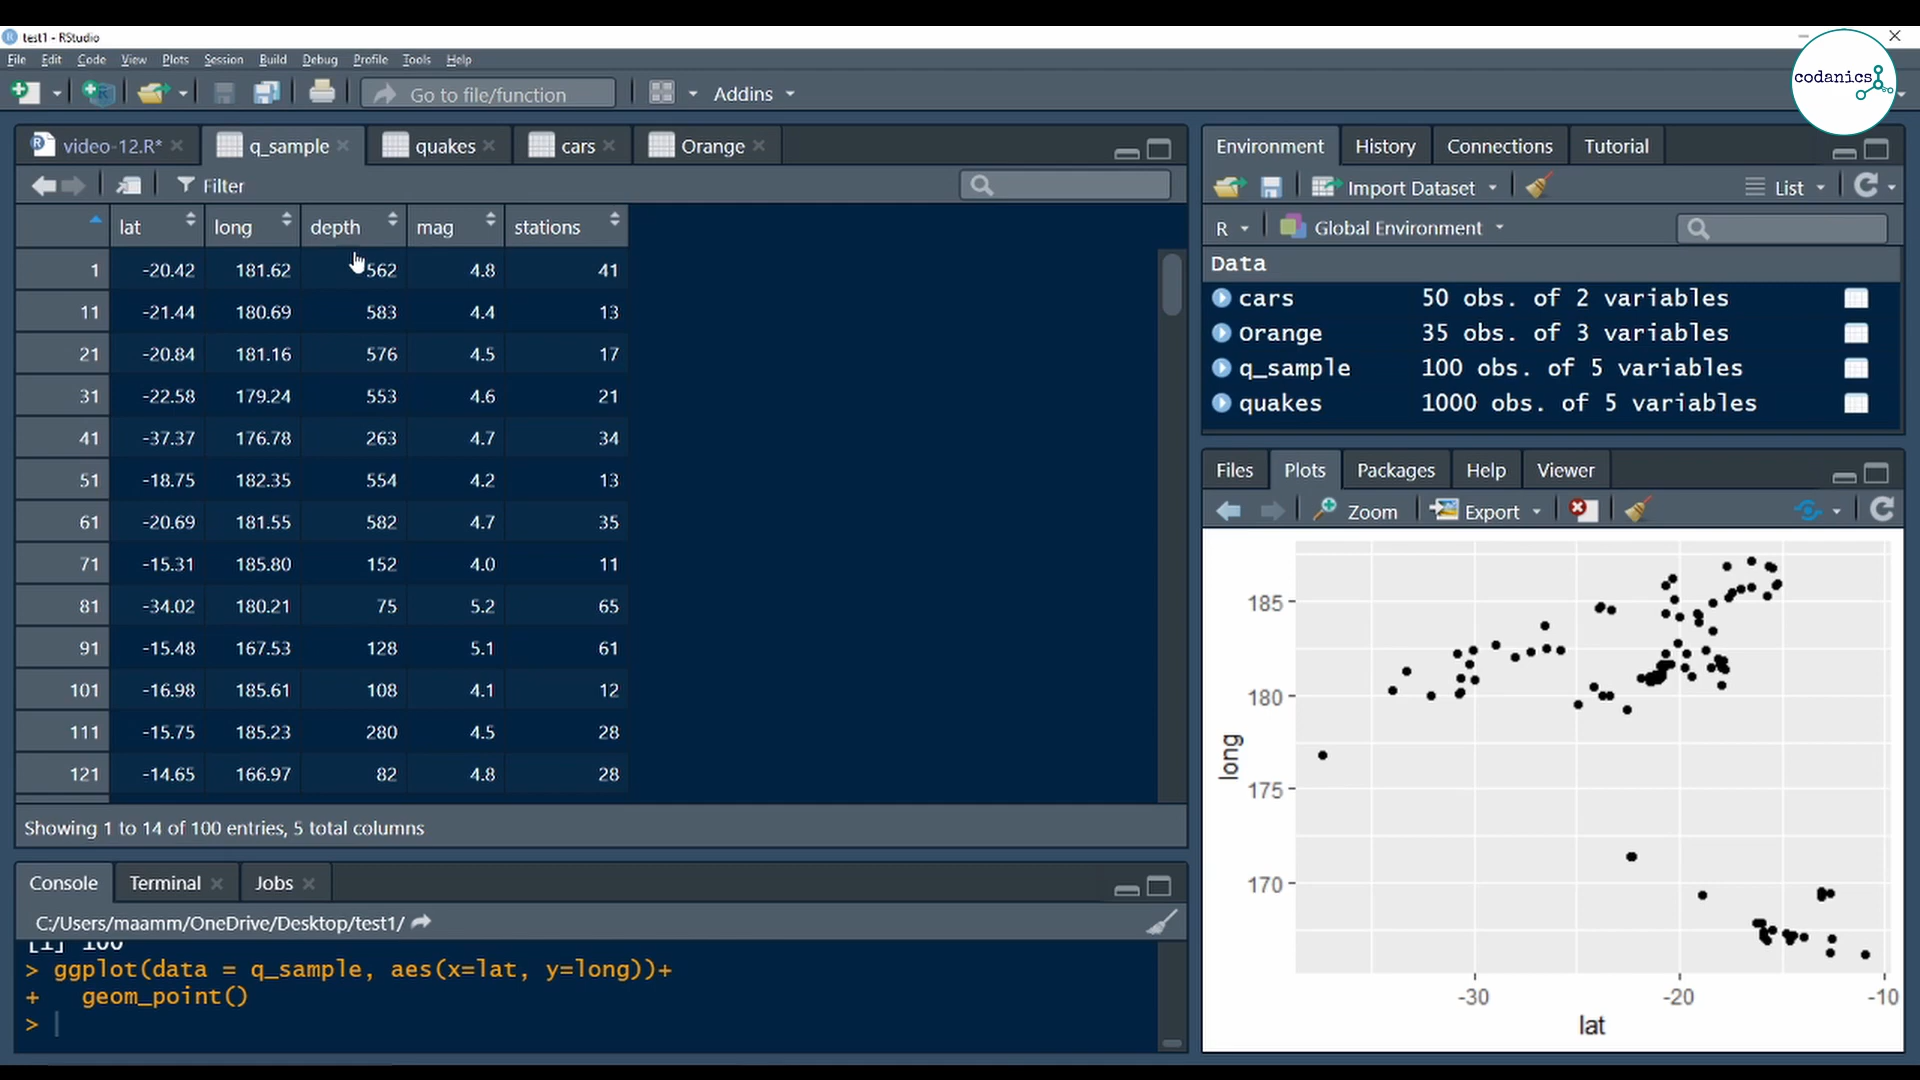 test1 - RStudio
codanics
File Edit Code View Plots Session Build Debug Profile Tools Help
Go to file/function Addins
video-12.R* q_sample quakes cars Orange
Filter
lat long depth mag stations
1 -20.42 181.62 562 4.8 41
11 -21.44 180.69 583 4.4 13
21 -20.84 181.16 576 4.5 17
31 -22.58 179.24 553 4.6 21
41 -37.37 176.78 263 4.7 34
51 -18.75 182.35 554 4.2 13
61 -20.69 181.55 582 4.7 35
71 -15.31 185.80 152 4.0 11
81 -34.02 180.21 75 5.2 65
91 -15.48 167.53 128 5.1 61
101 -16.98 185.61 108 4.1 12
111 -15.75 185.23 280 4.5 28
121 -14.65 166.97 82 4.8 28
Showing 1 to 14 of 100 entries, 5 total columns
Console Terminal Jobs
C:/Users/maamm/OneDrive/Desktop/test1/
[1] 100
> ggplot(data = q_sample, aes(x=lat, y=long))+
+ geom_point()
>
Environment History Connections Tutorial
Import Dataset List
R Global Environment
Data
cars 50 obs. of 2 variables
Orange 35 obs. of 3 variables
q_sample 100 obs. of 5 variables
quakes 1000 obs. of 5 variables
Files Plots Packages Help Viewer
Zoom Export
185
180
175
170
long
-30 -20 -10
lat